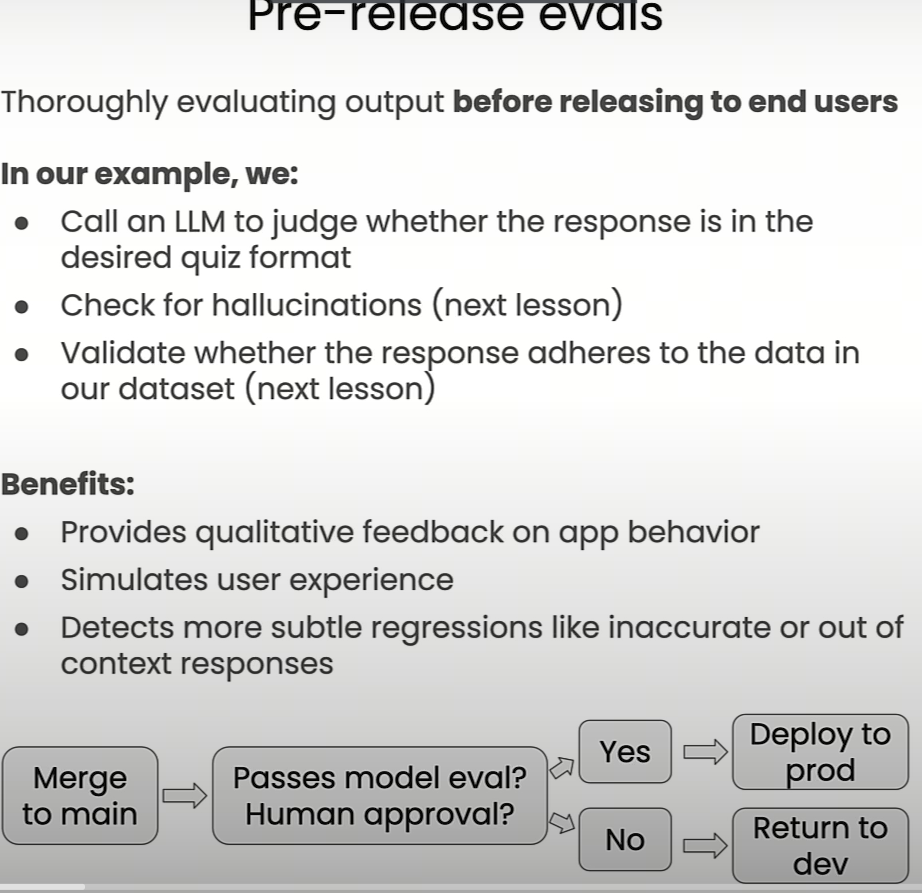 Pre-release evals
Thoroughly evaluating output before releasing to end users
In our example, we:
● Call an LLM to judge whether the response is in the
desired quiz format
● Check for hallucinations (next lesson)
● Validate whether the response adheres to the data in
our dataset (next lesson)
Benefits:
● Provides qualitative feedback on app behavior
● Simulates user experience
● Detects more subtle regressions like inaccurate or out of
context responses
Merge
to main
Passes model eval?
Human approval?
Yes
Deploy to
prod
No
Return to
dev